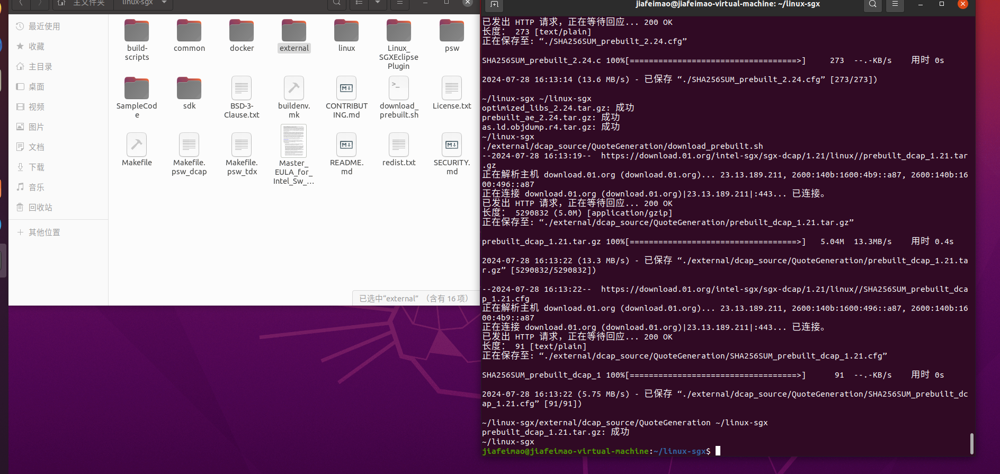 主文件夹
linux-sgx
最近使用
收藏
主目录
桌面
视频
图片
文档
下载
音乐
回收站
其他位置
build-
scripts
common
docker
external
linux
Linux_
SGXEclipse
Plugin
psw
SampleCod
e
sdk
BSD-3-
Clause.txt
buildenv.
mk
CONTRIBUT
ING.md
download_
prebuilt.sh
License.txt
Makefile
Makefile.
psw_dcap
Makefile.
psw_tdx
Master_
EULA_for_
Intel_Sw_...
README.
md
redist.txt
SECURITY.
md
已选中“external” （含有 16 项）
jiafeimao@jiafeimao-virtual-machine: ~/linux-sgx
已发出 HTTP 请求，正在等待回应... 200 OK
长度： 273 [text/plain]
正在保存至: “./SHA256SUM_prebuilt_2.24.cfg”
SHA256SUM_prebuilt_2.24.c 100%[===================================>]     273  --.-KB/s    用时 0s
2024-07-28 16:13:14 (13.6 MB/s) - 已保存 “./SHA256SUM_prebuilt_2.24.cfg” [273/273])
~/linux-sgx ~/linux-sgx
optimized_libs_2.24.tar.gz: 成功
prebuilt_ae_2.24.tar.gz: 成功
as.ld.objdump.r4.tar.gz: 成功
~/linux-sgx
./external/dcap_source/QuoteGeneration/download_prebuilt.sh
--2024-07-28 16:13:19--  https://download.01.org/intel-sgx/sgx-dcap/1.21/linux//prebuilt_dcap_1.21.tar
.gz
正在解析主机 download.01.org (download.01.org)... 23.13.189.211, 2600:140b:1600:4b9::a87, 2600:140b:16
00:496::a87
正在连接 download.01.org (download.01.org)|23.13.189.211|:443... 已连接。
已发出 HTTP 请求，正在等待回应... 200 OK
长度： 5290832 (5.0M) [application/gzip]
正在保存至: “./external/dcap_source/QuoteGeneration/prebuilt_dcap_1.21.tar.gz”
prebuilt_dcap_1.21.tar.gz 100%[===================================>]   5.04M  13.3MB/s    用时 0.4s
2024-07-28 16:13:22 (13.3 MB/s) - 已保存 “./external/dcap_source/QuoteGeneration/prebuilt_dcap_1.21.ta
r.gz” [5290832/5290832])
--2024-07-28 16:13:22--  https://download.01.org/intel-sgx/sgx-dcap/1.21/linux//SHA256SUM_prebuilt_dca
p_1.21.cfg
正在解析主机 download.01.org (download.01.org)... 23.13.189.211, 2600:140b:1600:496::a87, 2600:140b:16
00:4b9::a87
正在连接 download.01.org (download.01.org)|23.13.189.211|:443... 已连接。
已发出 HTTP 请求，正在等待回应... 200 OK
长度： 91 [text/plain]
正在保存至: “./external/dcap_source/QuoteGeneration/SHA256SUM_prebuilt_dcap_1.21.cfg”
SHA256SUM_prebuilt_dcap_1 100%[===================================>]      91  --.-KB/s    用时 0s
2024-07-28 16:13:22 (5.75 MB/s) - 已保存 “./external/dcap_source/QuoteGeneration/SHA256SUM_prebuilt_dc
ap_1.21.cfg” [91/91])
~/linux-sgx/external/dcap_source/QuoteGeneration ~/linux-sgx
prebuilt_dcap_1.21.tar.gz: 成功
~/linux-sgx
jiafeimao@jiafeimao-virtual-machine:~/linux-sgx$